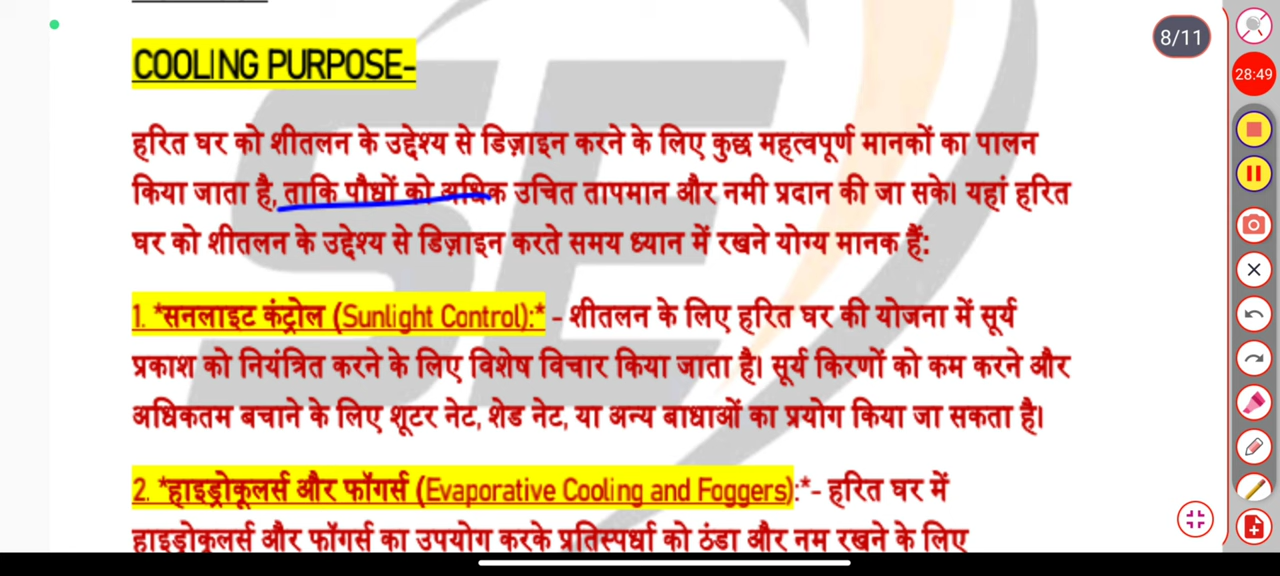 8/11
28:49
COOLING PURPOSE-
हरित घर को शीतलन के उद्देश्य से डिज़ाइन करने के लिए कुछ महत्वपूर्ण मानकों का पालन
किया जाता है, ताकि पौधों को अधिक उचित तापमान और नमी प्रदान की जा सके। यहां हरित
घर को शीतलन के उद्देश्य से डिज़ाइन करते समय ध्यान में रखने योग्य मानक हैं:
1. *सनलाइट कंट्रोल (Sunlight Control):* - शीतलन के लिए हरित घर की योजना में सूर्य
प्रकाश को नियंत्रित करने के लिए विशेष विचार किया जाता है। सूर्य किरणों को कम करने और
अधिकतम बचाने के लिए शूटर नेट, शेड नेट, या अन्य बाधाओं का प्रयोग किया जा सकता है।
2. *हाइड्रोकूलर्स और फॉगर्स (Evaporative Cooling and Foggers):*- हरित घर में
हाइड्रोकूलर्स और फॉगर्स का उपयोग करके प्रतिस्पर्धा को ठंडा और नम रखने के लिए